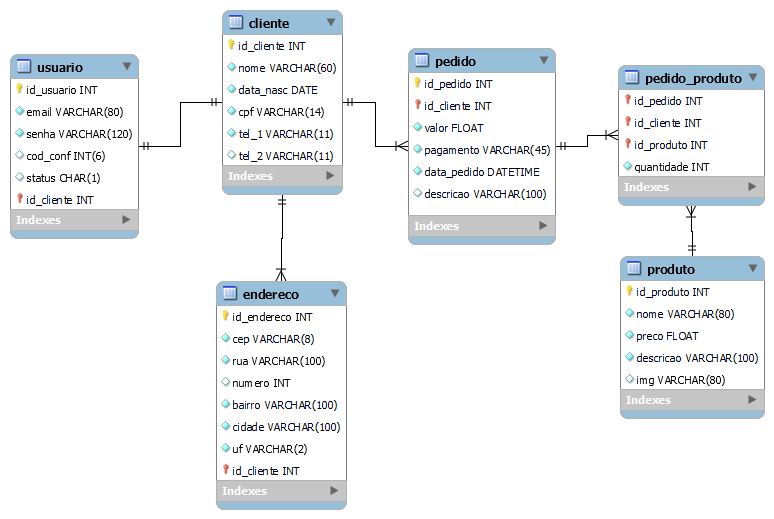 usuario
id_usuario INT
email VARCHAR(80)
senha VARCHAR(120)
cod_conf INT(6)
status CHAR(1)
id_cliente INT
Indexes
cliente
id_cliente INT
nome VARCHAR(60)
data_nasc DATE
cpf VARCHAR(14)
tel_1 VARCHAR(11)
tel_2 VARCHAR(11)
Indexes
endereco
id_endereco INT
cep VARCHAR(8)
rua VARCHAR(100)
numero INT
bairro VARCHAR(100)
cidade VARCHAR(100)
uf VARCHAR(2)
id_cliente INT
Indexes
pedido
id_pedido INT
id_cliente INT
valor FLOAT
pagamento VARCHAR(45)
data_pedido DATETIME
descricao VARCHAR(100)
Indexes
pedido_produto
id_pedido INT
id_cliente INT
id_produto INT
quantidade INT
Indexes
produto
id_produto INT
nome VARCHAR(80)
preco FLOAT
descricao VARCHAR(100)
img VARCHAR(80)
Indexes